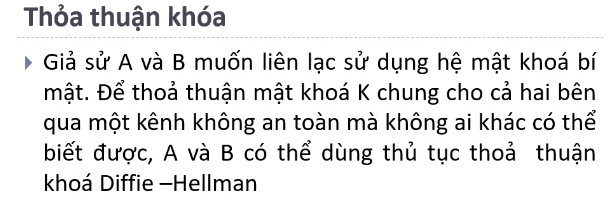 Thỏa thuận khóa
Giả sử A và B muốn liên lạc sử dụng hệ mật khoá bí
mật. Để thoả thuận mật khoá K chung cho cả hai bên
qua một kênh không an toàn mà không ai khác có thể
biết được, A và B có thể dùng thủ tục thoả thuận
khoá Diffie –Hellman